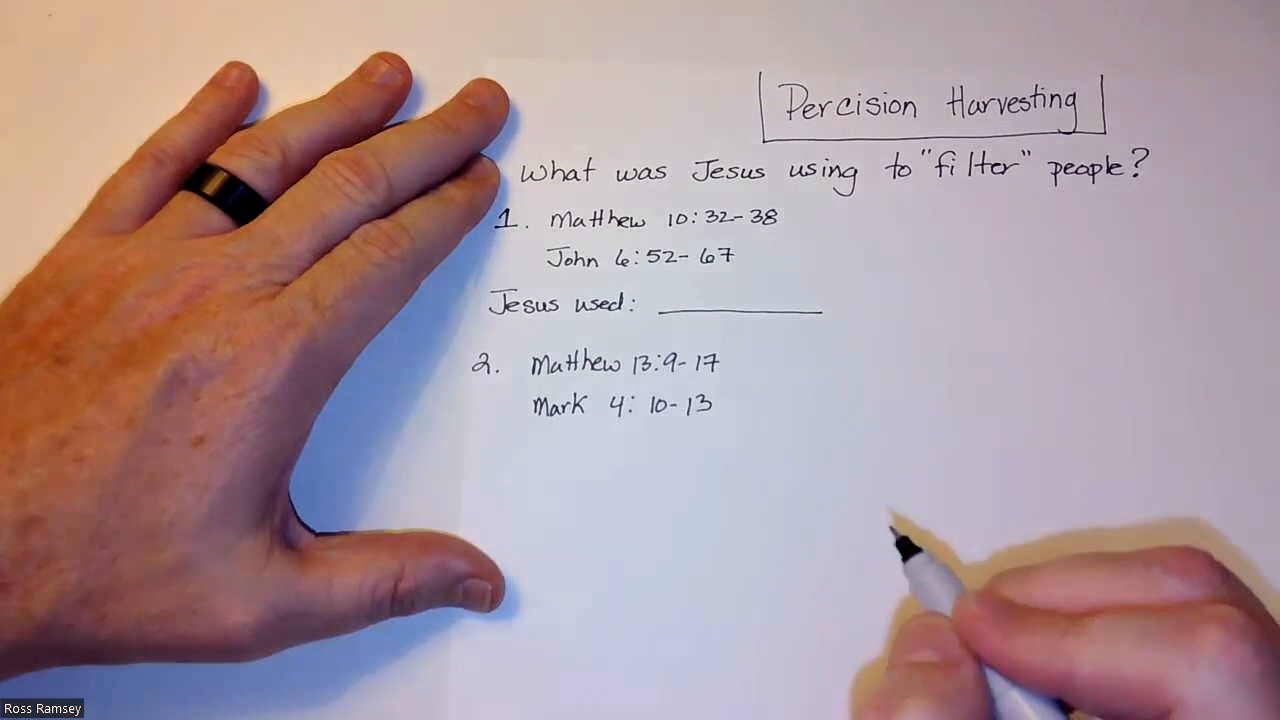 Percision Harvesting
What was Jesus using to "filter" people?
1. Matthew 10:32-38
John 6:52-67
Jesus used: __________
2. Matthew 13:9-17
Mark 4:10-13
Ross Ramsey